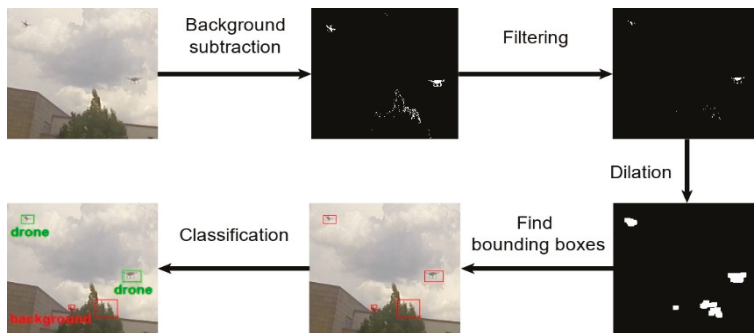 Background
subtraction
Filtering
Dilation
Find
bounding boxes
Classification
drone
drone
background